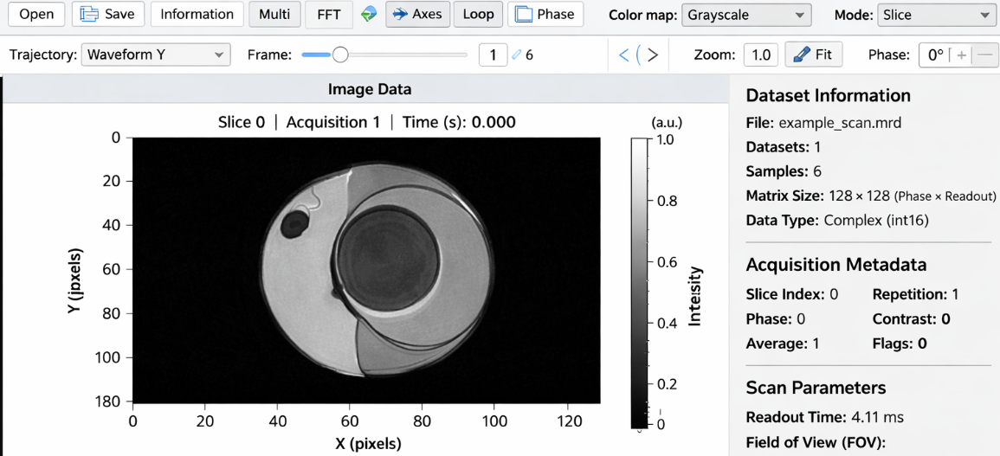 Open Save Information Multi FFT Axes Loop Phase Color map: Grayscale Mode: Slice
Trajectory: Waveform Y Frame: 1 6 < ( > Zoom: 1.0 Fit Phase: 0° + —
Image Data
Slice 0 | Acquisition 1 | Time (s): 0.000
(a.u.)
0
20
40
60
80
100
180
Y (pixels)
0 20 40 60 80 100 120
X (pixels)
1.0
0.8
0.6
0.4
0.2
0
Dataset Information
File: example_scan.mrd
Datasets: 1
Samples: 6
Matrix Size: 128 × 128 (Phase × Readout)
Data Type: Complex (int16)
Acquisition Metadata
Slice Index: 0 Repetition: 1
Phase: 0 Contrast: 0
Average: 1 Flags: 0
Scan Parameters
Readout Time: 4.11 ms
Field of View (FOV):